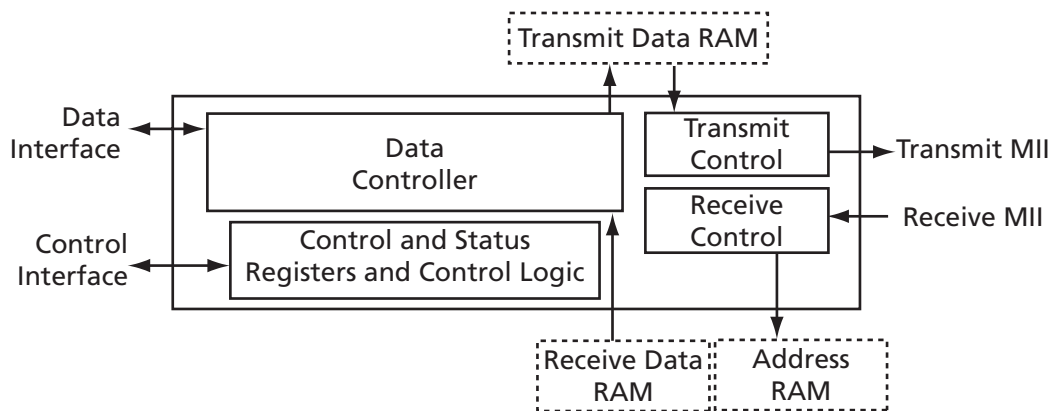 Transmit Data RAM
Data
Interface
Data
Controller
Transmit
Control
Transmit MII
Receive
Control
Receive MII
Control
Interface
Control and Status
Registers and Control Logic
Receive Data
RAM
Address
RAM